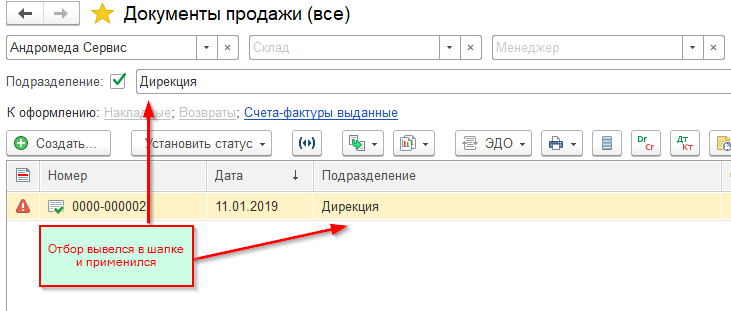 Документы продажи (все)
Андромеда Сервис
Склад
Менеджер
Подразделение:
Дирекция
К оформлению: Накладные; Возвраты; Счета-фактуры выданные
Создать... Установить статус ЭДО Dr Cr Дт Кт
Номер Дата Подразделение
0000-000002 11.01.2019 Дирекция
Отбор вывелся в шапке
и применился